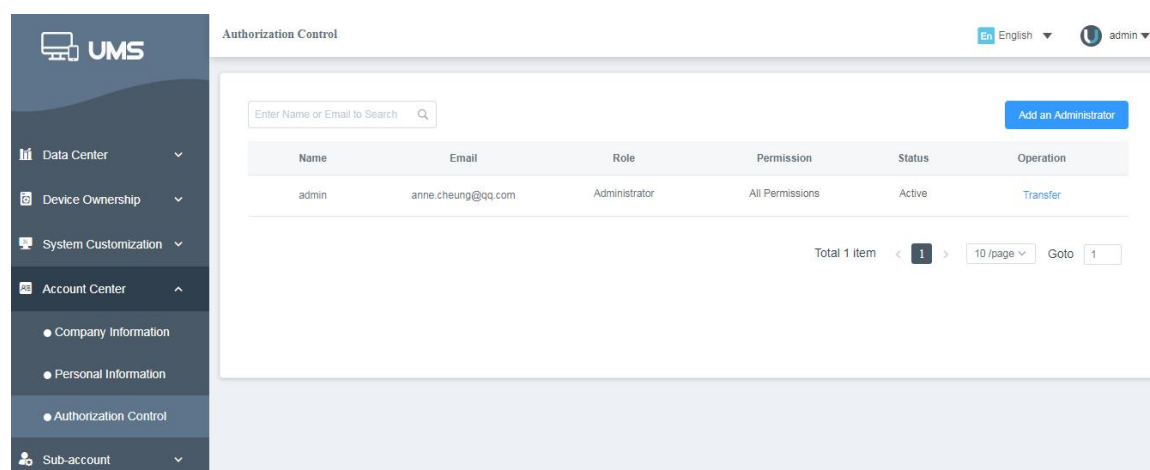 UMS
Authorization Control
En English
admin
Enter Name or Email to Search
Add an Administrator
Name Email Role Permission Status Operation
admin anne.cheung@qq.com Administrator All Permissions Active Transfer
Total 1 item < 1 > 10 /page Goto 1
Data Center
Device Ownership
System Customization
Account Center
Company Information
Personal Information
Authorization Control
Sub-account